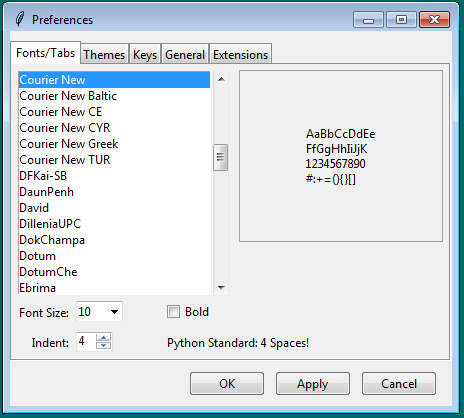 Preferences
Fonts/Tabs Themes Keys General Extensions
Courier New
Courier New Baltic
Courier New CE
Courier New CYR
Courier New Greek
Courier New TUR
DFKai-SB
DaunPenh
David
DilleniaUPC
DokChampa
Dotum
DotumChe
Ebrima
AaBbCcDdEe
FfGgHhIiJjK
1234567890
#:+=(){}[]
Font Size: 10 Bold
Indent: 4 Python Standard: 4 Spaces!
OK Apply Cancel